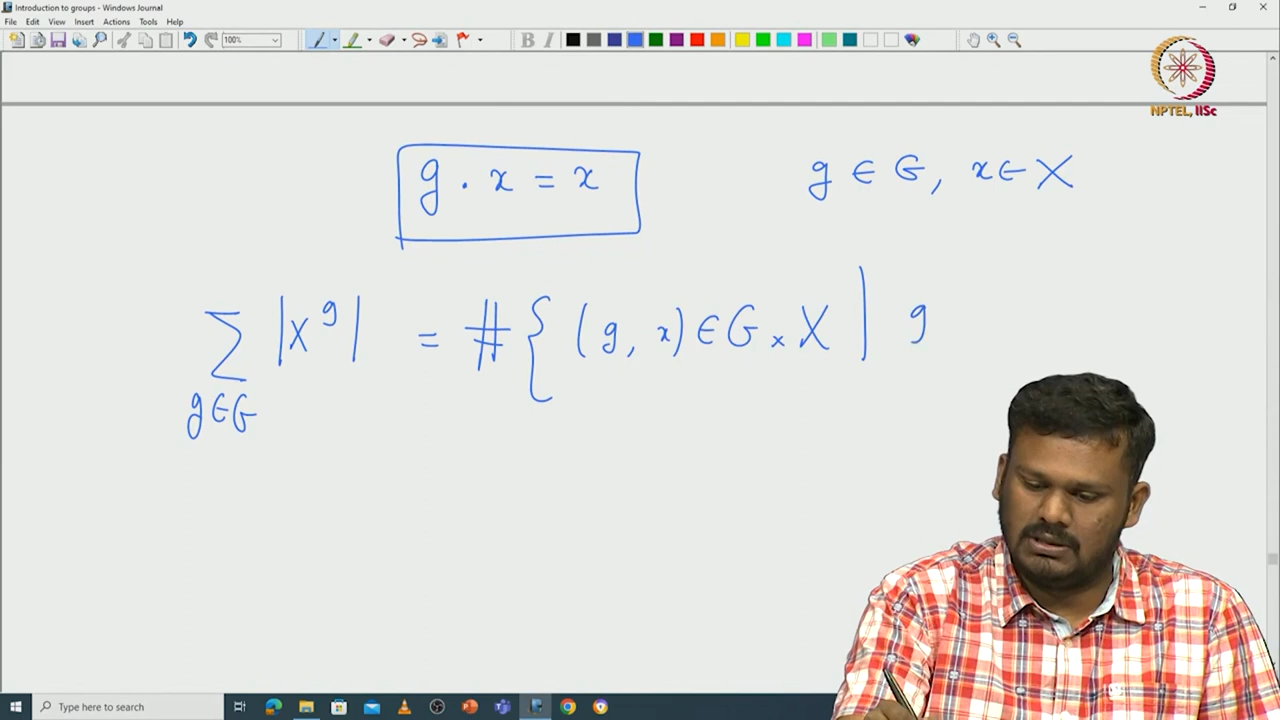 Introduction to groups - Windows Journal
File Edit View Insert Actions Tools Help
100%
B I
NPTEL, IISc
g . x = x g ∈ G, x ∈ X
∑ |X^g| = # { (g, x) ∈ G × X | g
g∈G
Type here to search